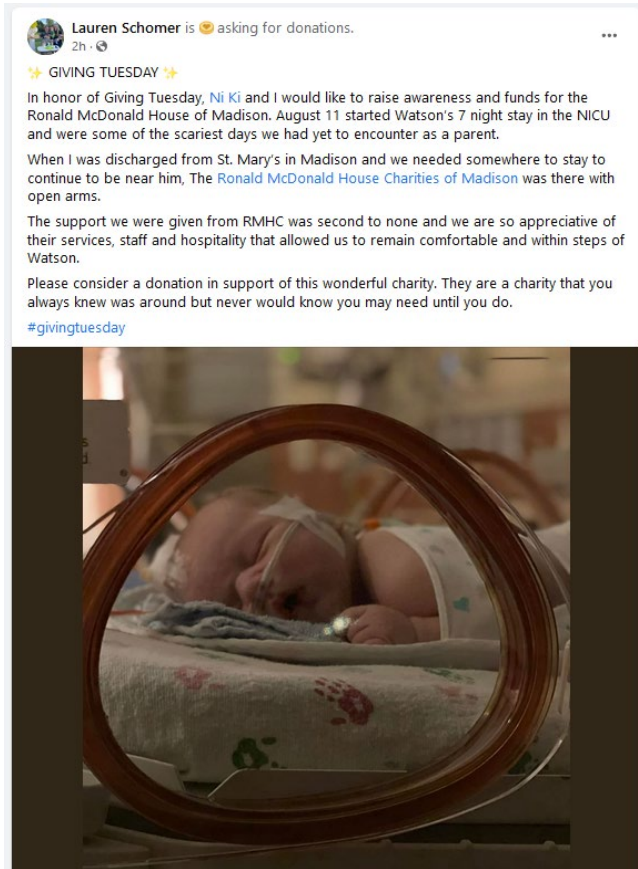 Lauren Schomer is 😊 asking for donations.
2h ·
✨ GIVING TUESDAY ✨
In honor of Giving Tuesday, Ni Ki and I would like to raise awareness and funds for the
Ronald McDonald House of Madison. August 11 started Watson's 7 night stay in the NICU
and were some of the scariest days we had yet to encounter as a parent.
When I was discharged from St. Mary's in Madison and we needed somewhere to stay to
continue to be near him, The Ronald McDonald House Charities of Madison was there with
open arms.
The support we were given from RMHC was second to none and we are so appreciative of
their services, staff and hospitality that allowed us to remain comfortable and within steps of
Watson.
Please consider a donation in support of this wonderful charity. They are a charity that you
always knew was around but never would know you may need until you do.
#givingtuesday